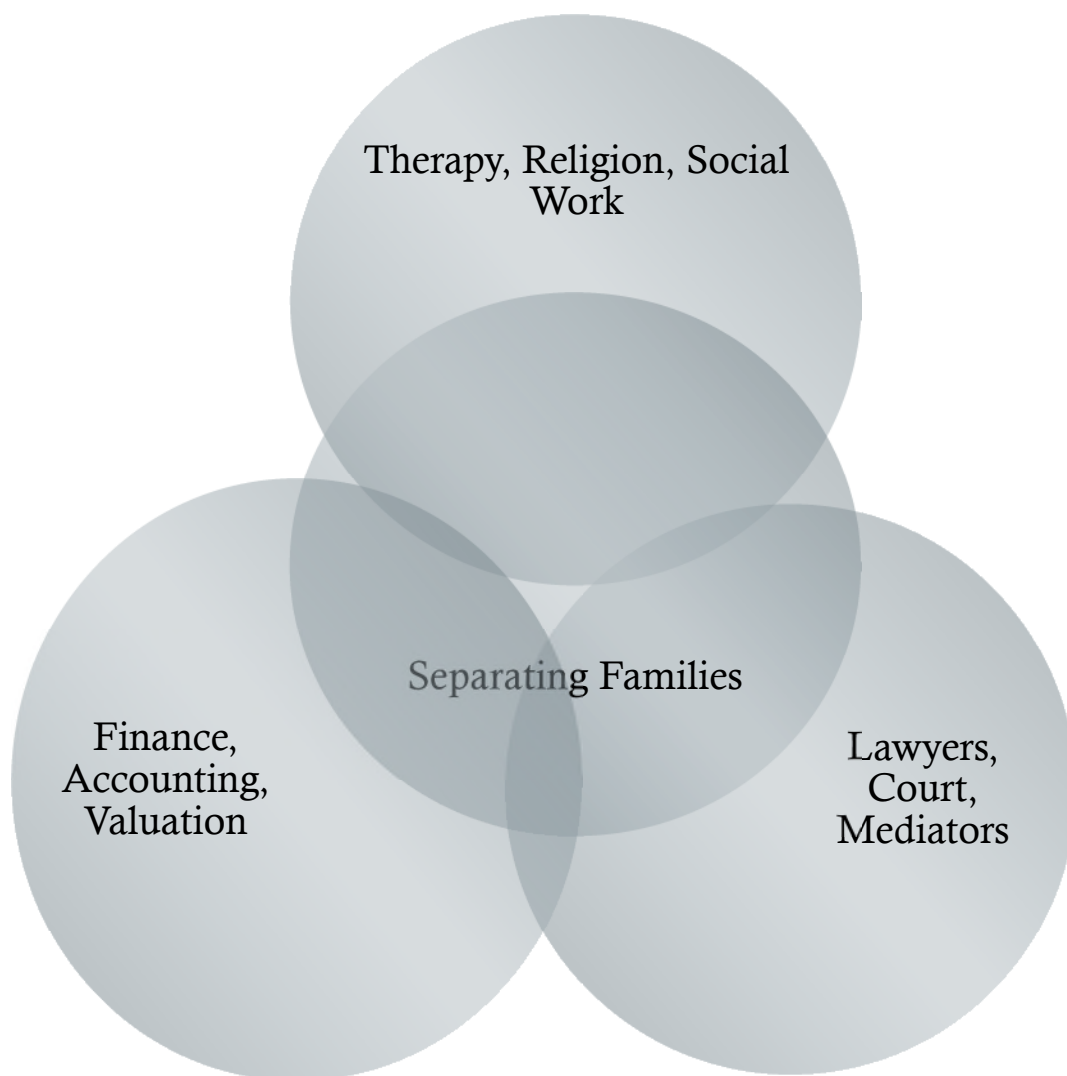 Therapy, Religion, Social
Work
Separating Families
Finance,
Accounting,
Valuation
Lawyers,
Court,
Mediators